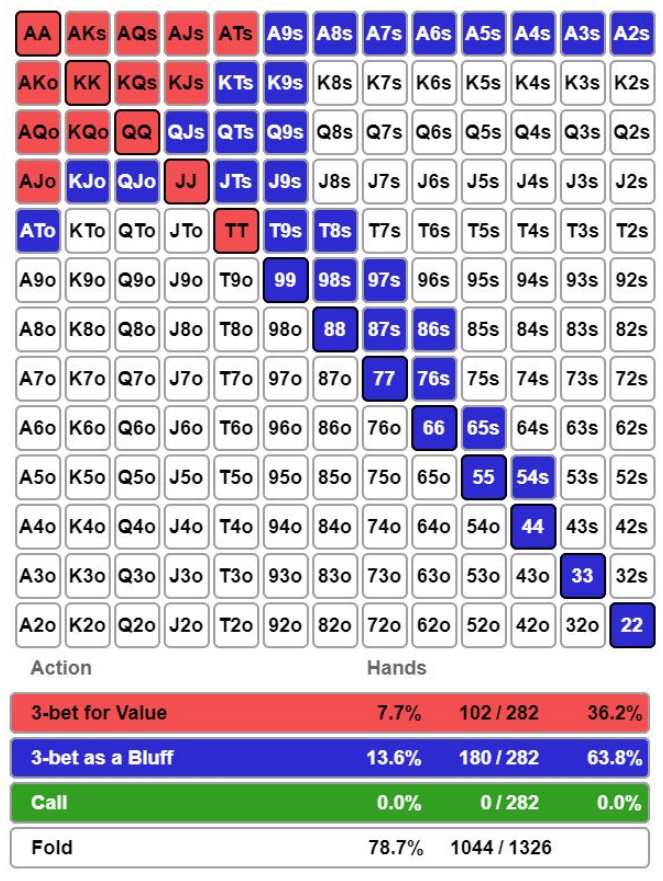 AA AKs AQs AJs ATs A9s A8s A7s A6s A5s A4s A3s A2s
AKo KK KQs KJs KTs K9s K8s K7s K6s K5s K4s K3s K2s
AQo KQo QQ QJs QTs Q9s Q8s Q7s Q6s Q5s Q4s Q3s Q2s
AJo KJo QJo JJ JTs J9s J8s J7s J6s J5s J4s J3s J2s
ATo KTo QTo JTo TT T9s T8s T7s T6s T5s T4s T3s T2s
A9o K9o Q9o J9o T9o 99 98s 97s 96s 95s 94s 93s 92s
A8o K8o Q8o J8o T8o 98o 88 87s 86s 85s 84s 83s 82s
A7o K7o Q7o J7o T7o 97o 87o 77 76s 75s 74s 73s 72s
A6o K6o Q6o J6o T6o 96o 86o 76o 66 65s 64s 63s 62s
A5o K5o Q5o J5o T5o 95o 85o 75o 65o 55 54s 53s 52s
A4o K4o Q4o J4o T4o 94o 84o 74o 64o 54o 44 43s 42s
A3o K3o Q3o J3o T3o 93o 83o 73o 63o 53o 43o 33 32s
A2o K2o Q2o J2o T2o 92o 82o 72o 62o 52o 42o 32o 22
Action Hands
3-bet for Value 7.7% 102 / 282 36.2%
3-bet as a Bluff 13.6% 180 / 282 63.8%
Call 0.0% 0 / 282 0.0%
Fold 78.7% 1044 / 1326